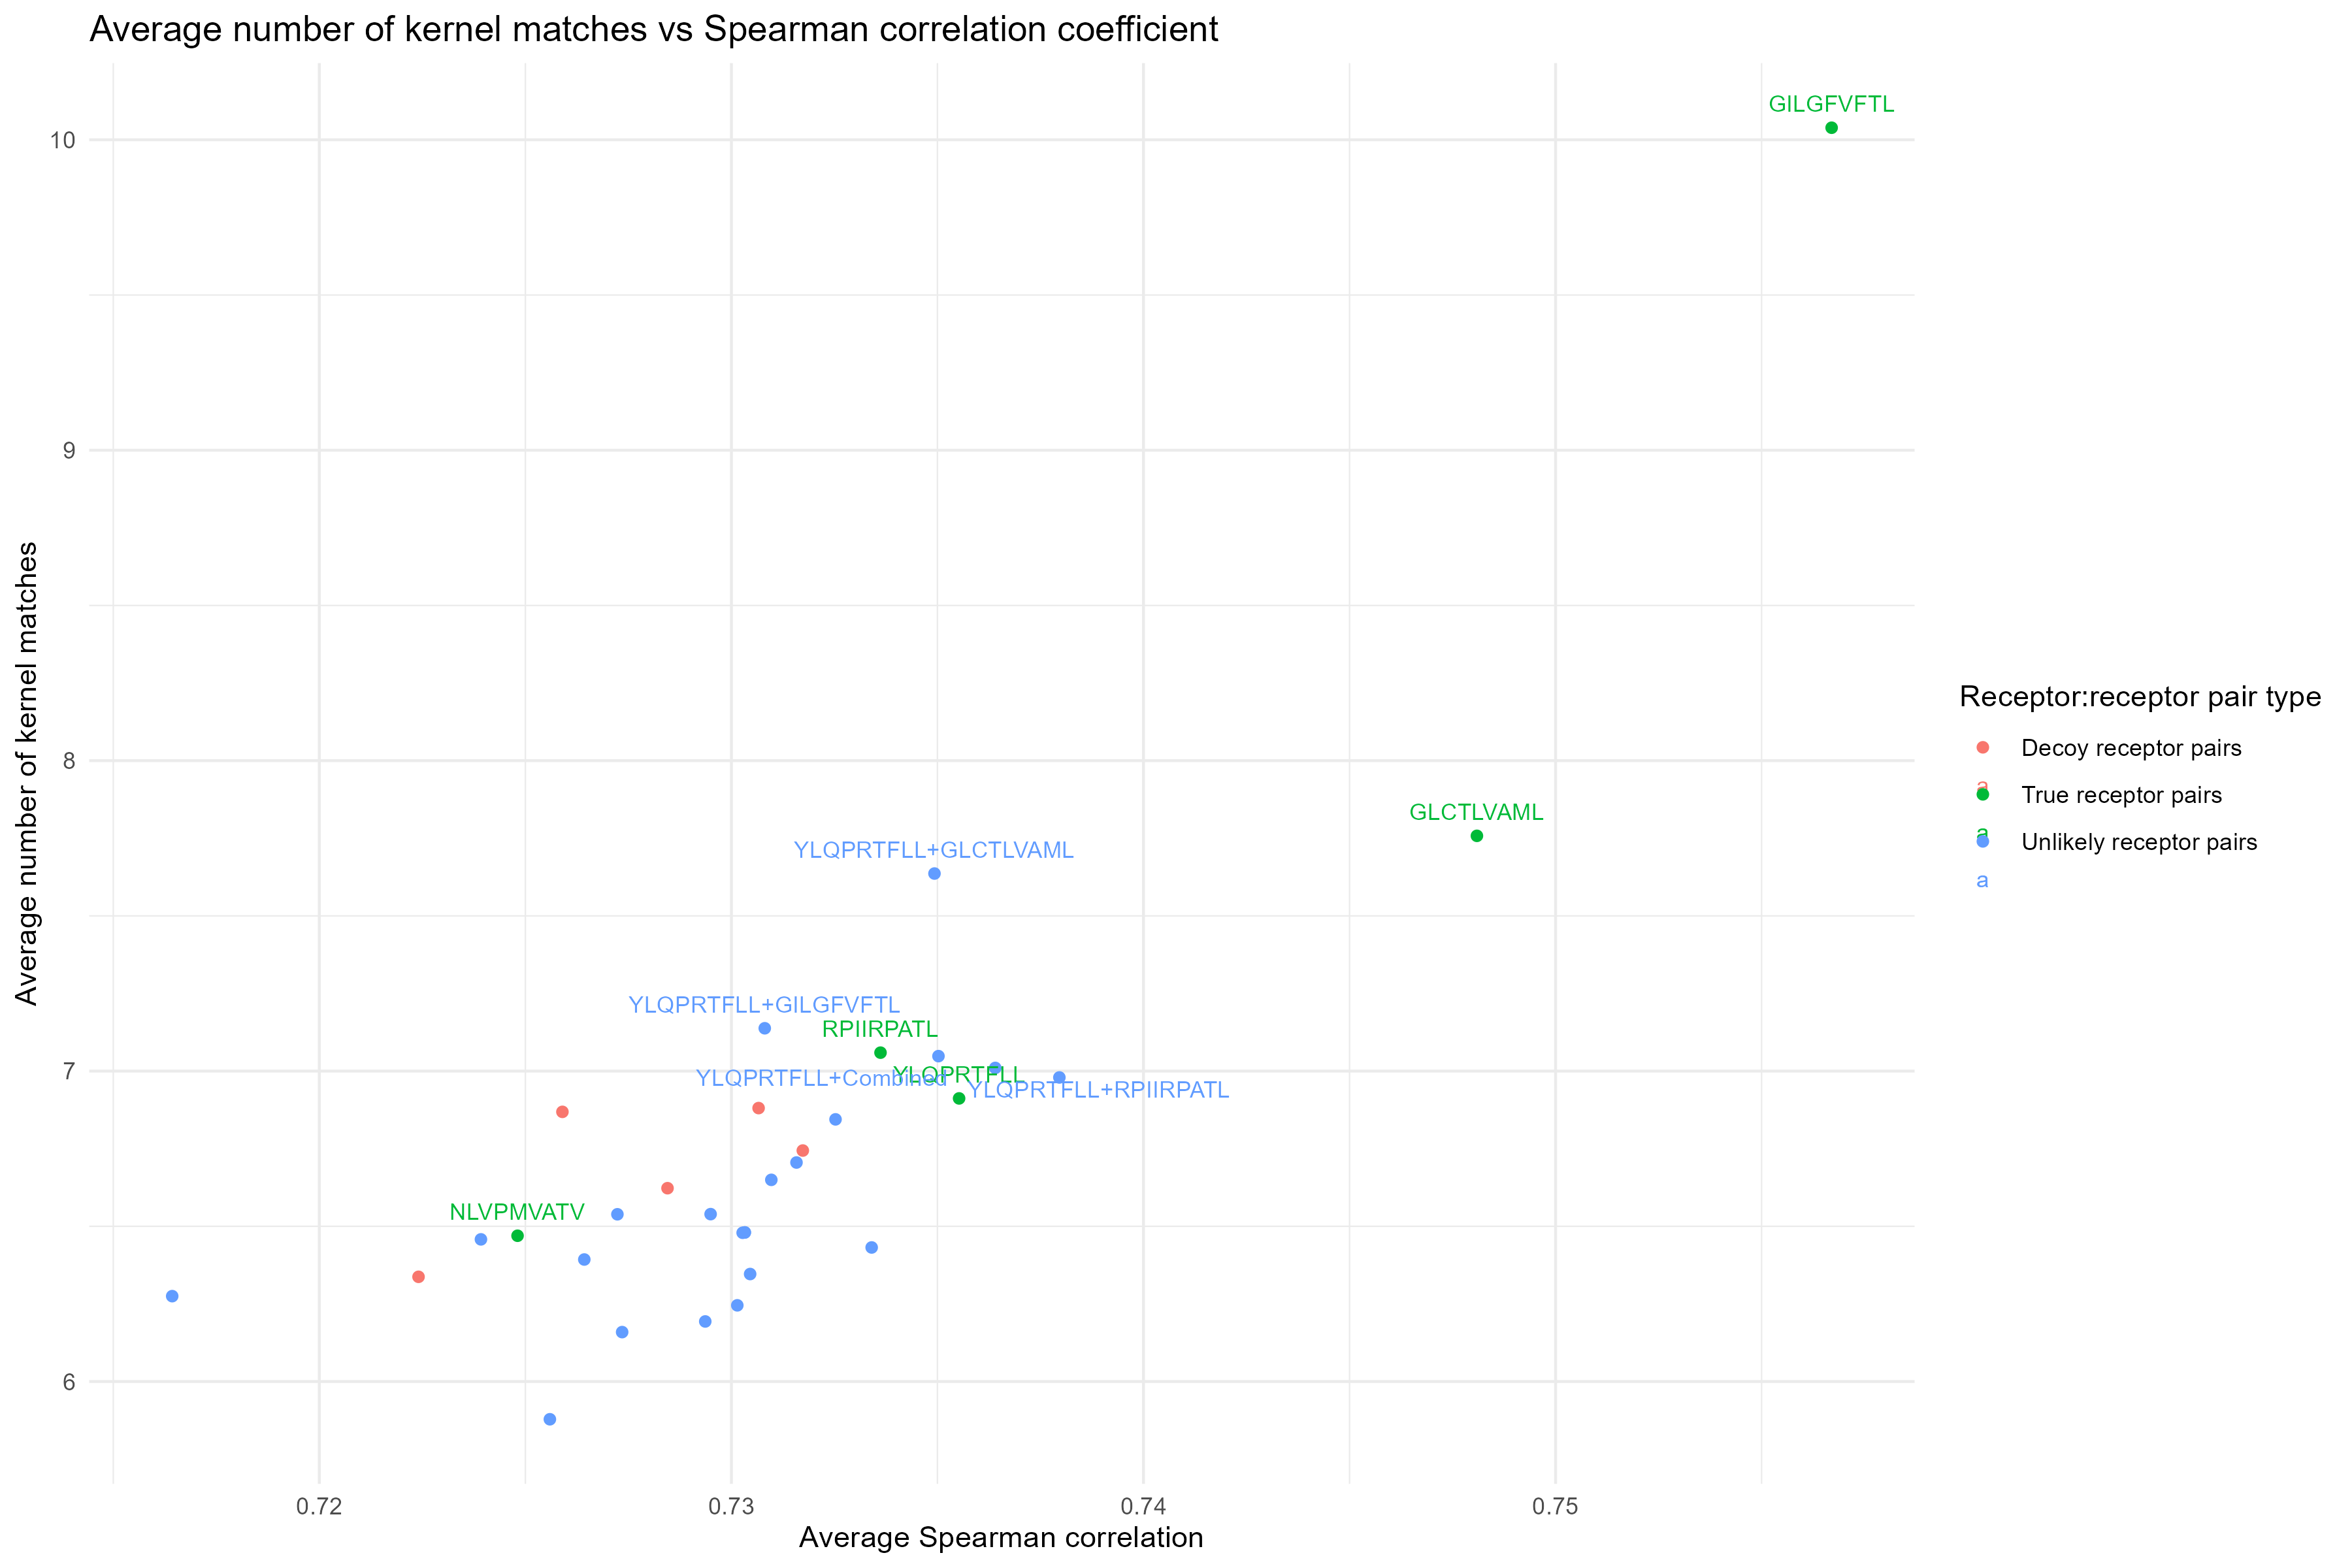 Average number of kernel matches vs Spearman correlation coefficient
GILGFVFTL
10
9
8
7
6
Average number of kernel matches
GLCTLVAML
YLQPRTFLL+GLCTLVAML
YLQPRTFLL+GILGFVFTL
RPIIRPATL
YLQPRTFLL
YLQPRTFLL+Combined
YLQPRTFLL+RPIIRPATL
NLVPMVATV
0.72
0.73
0.74
0.75
Average Spearman correlation
Receptor:receptor pair type
Decoy receptor pairs
a
True receptor pairs
a
Unlikely receptor pairs
a